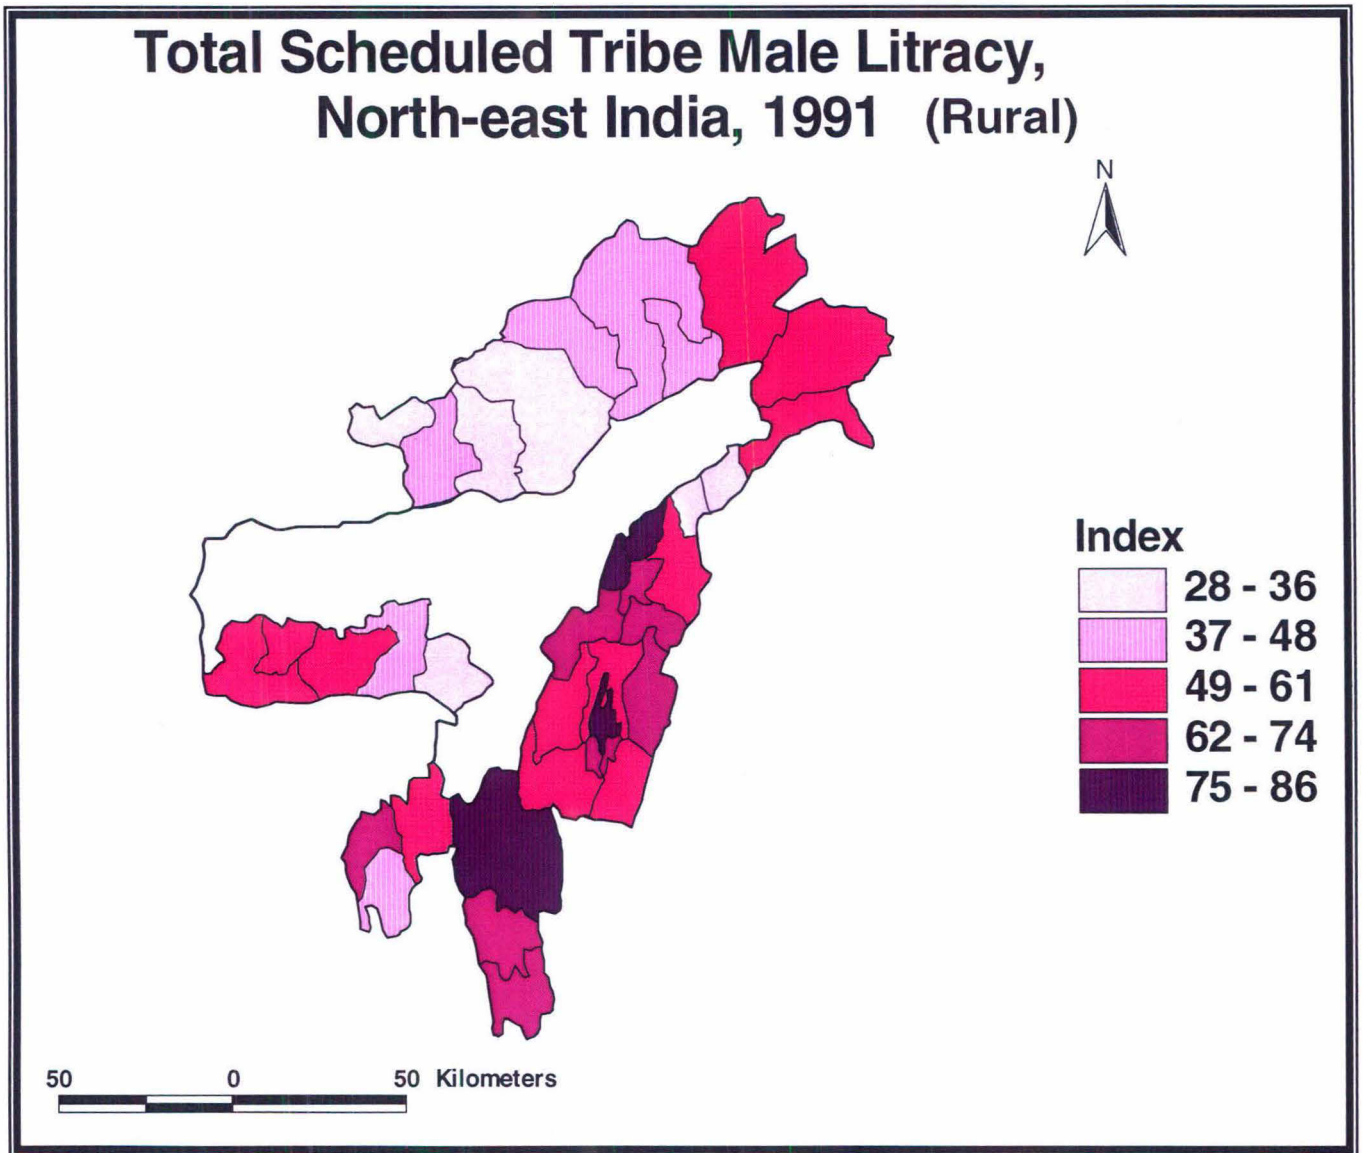 Total Scheduled Tribe Male Litracy,
North-east India, 1991 (Rural)
N
Index
28 - 36
37 - 48
49 - 61
62 - 74
75 - 86
50 0 50 Kilometers